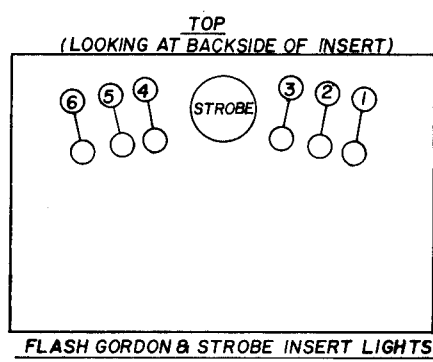 TOP
(LOOKING AT BACKSIDE OF INSERT)
6 5 4 STROBE 3 2 1
FLASH GORDON & STROBE INSERT LIGHTS